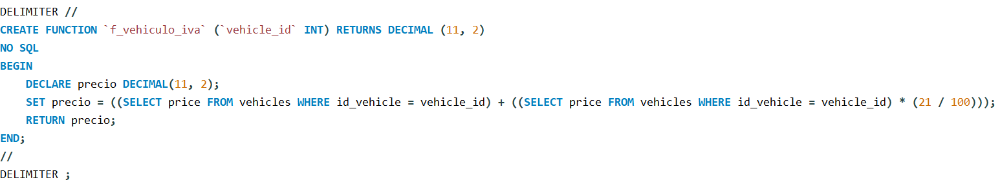 DELIMITER //
CREATE FUNCTION `f_vehiculo_iva` (`vehicle_id` INT) RETURNS DECIMAL (11, 2)
NO SQL
BEGIN
    DECLARE precio DECIMAL(11, 2);
    SET precio = ((SELECT price FROM vehicles WHERE id_vehicle = vehicle_id) + ((SELECT price FROM vehicles WHERE id_vehicle = vehicle_id) * (21 / 100)));
    RETURN precio;
END;
//
DELIMITER ;